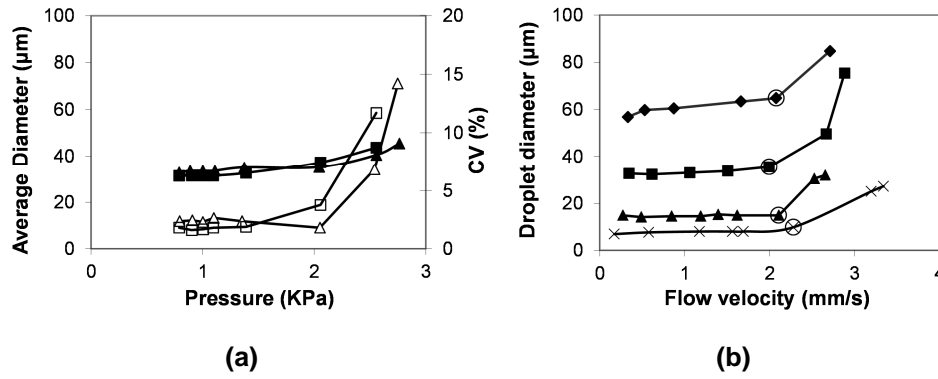 100
80
60
40
20
0
Average Diameter (µm)
20
15
10
5
0
CV (%)
0 1 2 3
Pressure (KPa)
(a)
100
80
60
40
20
0
Droplet diameter (µm)
0 1 2 3 4
Flow velocity (mm/s)
(b)